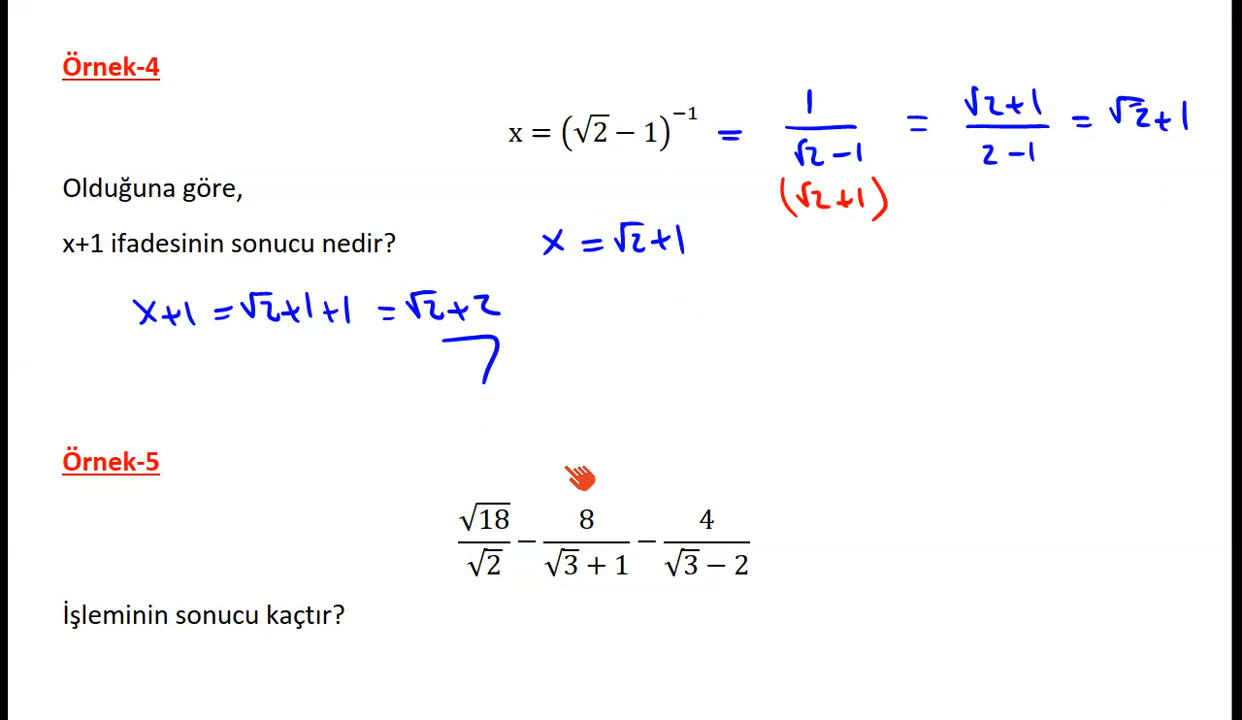 Örnek-4
x = (√2 − 1)⁻¹ = 1/(√2 − 1) = (√2 + 1)/(2 − 1) = √2 + 1
(√2 + 1)
Olduğuna göre,
x+1 ifadesinin sonucu nedir? x = √2 + 1
x+1 = √2 + 1 + 1 = √2 + 2
Örnek-5
√18/√2 − 8/(√3 + 1) − 4/(√3 − 2)
İşleminin sonucu kaçtır?